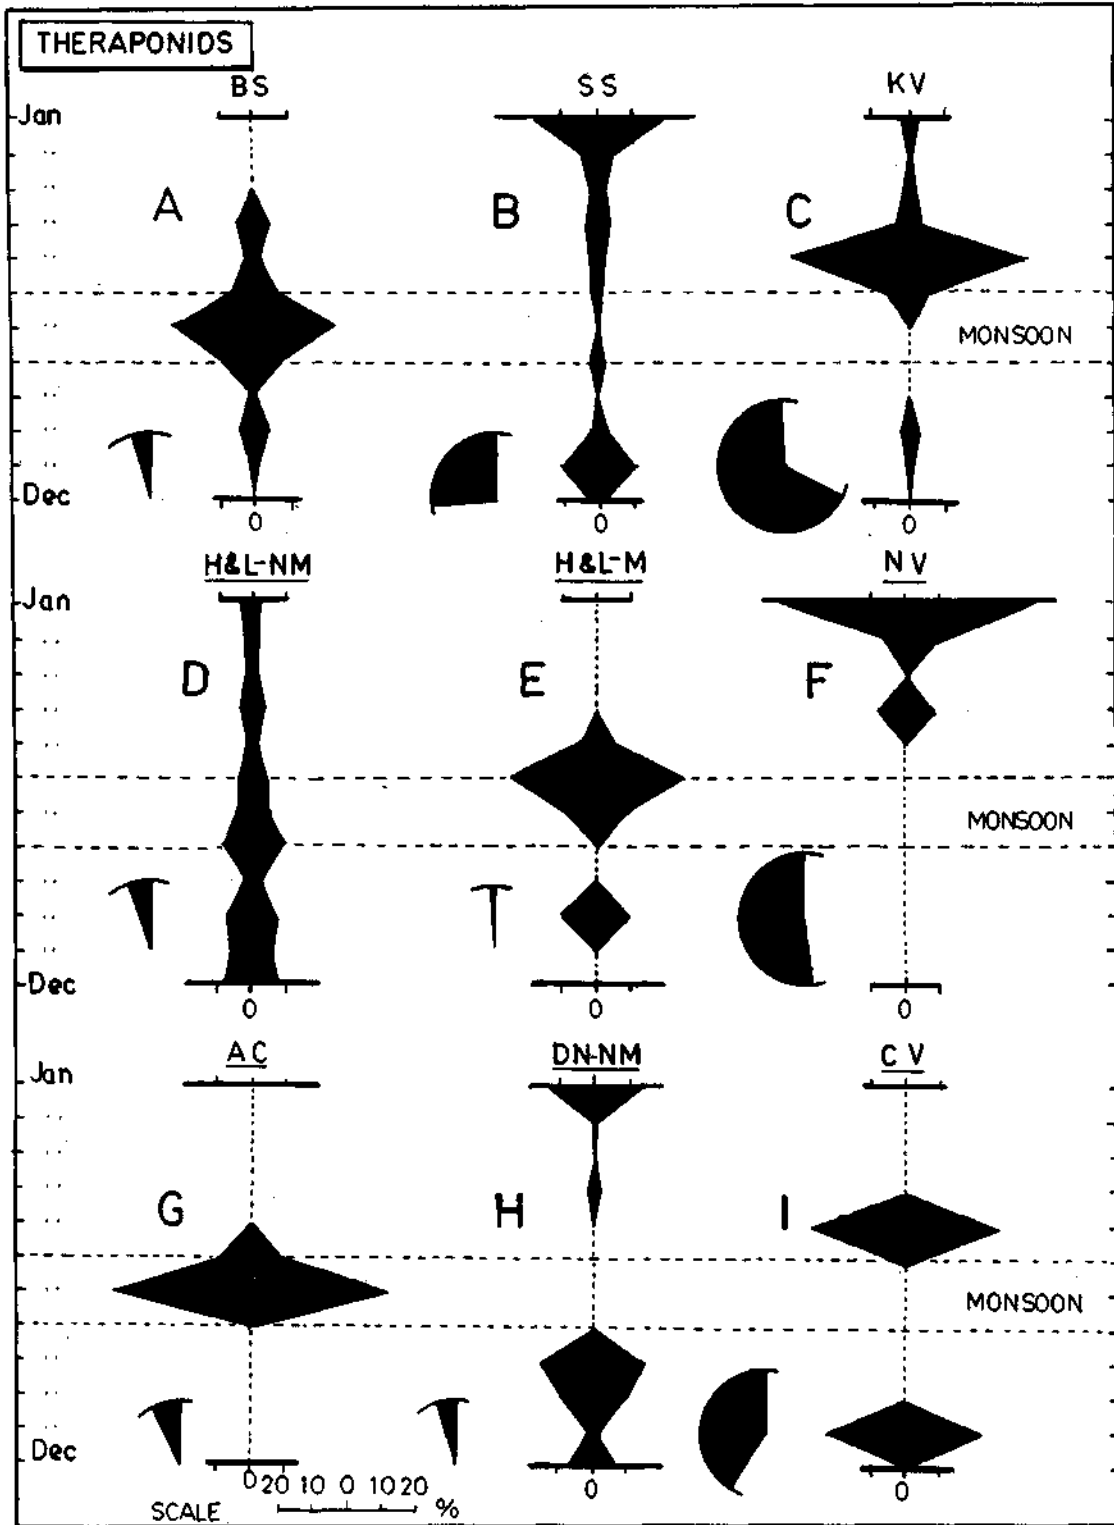 THERAPONIDS
BS SS KV
Jan
A B C
MONSOON
Dec
0 0 0
H&L-NM H&L-M NV
Jan
D E F
MONSOON
Dec
0 0 0
AC DN-NM CV
Jan
G H I
MONSOON
Dec
0 0 0
20 10 0 10 20
SCALE %